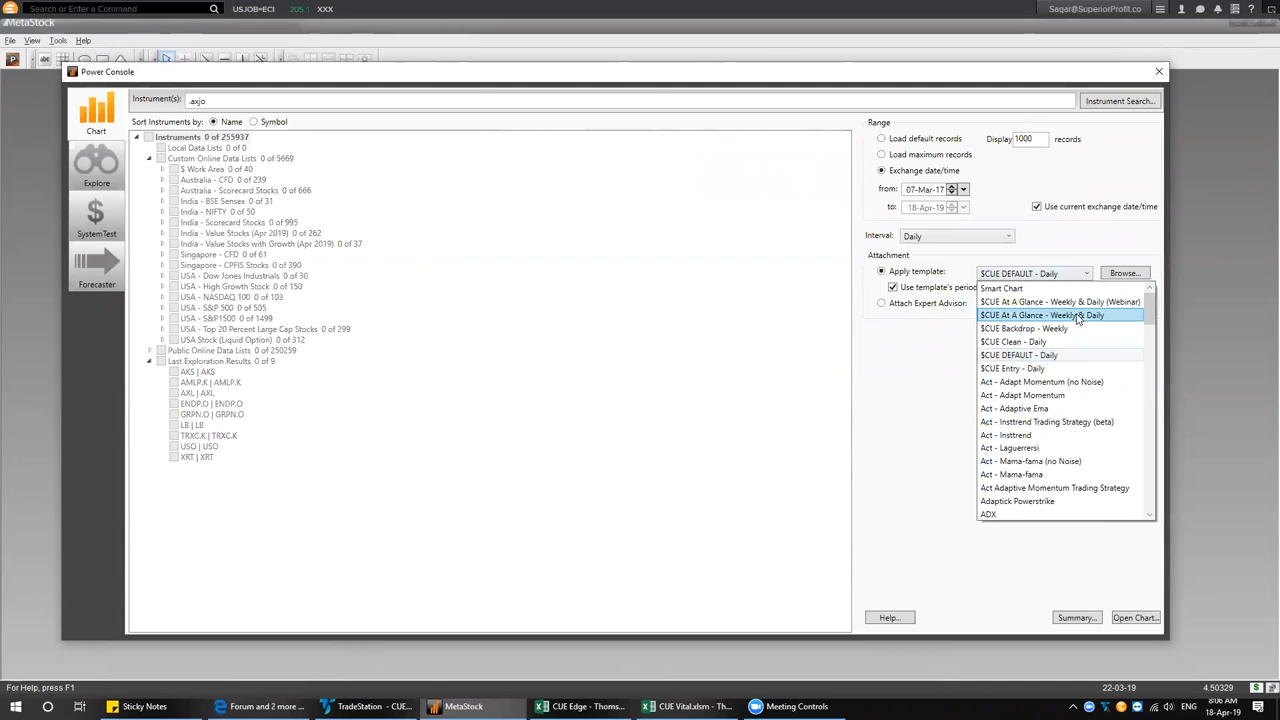 Search or Enter a Command
USJOB=ECI 205.1 XXX
Sagar@SuperiorProfit.co
MetaStock
File View Tools Help
Power Console
Instrument(s): .axjo
Instrument Search...
Sort Instruments by: Name Symbol
Chart
Explore
SystemTest
Forecaster
Instruments 0 of 255937
Local Data Lists 0 of 0
Custom Online Data Lists 0 of 5669
$ Work Area 0 of 40
Australia - CFD 0 of 239
Australia - Scorecard Stocks 0 of 666
India - BSE Sensex 0 of 31
India - NIFTY 0 of 50
India - Scorecard Stocks 0 of 995
India - Value Stocks (Apr 2019) 0 of 262
India - Value Stocks with Growth (Apr 2019) 0 of 37
Singapore - CFD 0 of 61
Singapore - CPFIS Stocks 0 of 390
USA - Dow Jones Industrials 0 of 30
USA - High Growth Stock 0 of 150
USA - NASDAQ 100 0 of 103
USA - S&P 500 0 of 505
USA - S&P1500 0 of 1499
USA - Top 20 Percent Large Cap Stocks 0 of 299
USA Stock (Liquid Option) 0 of 312
Public Online Data Lists 0 of 250259
Last Exploration Results 0 of 9
AKS | AKS
AMLP.K | AMLP.K
AXL | AXL
ENDP.O | ENDP.O
GRPN.O | GRPN.O
LB | LB
TRXC.K | TRXC.K
USO | USO
XRT | XRT
Range
Load default records Display 1000 records
Load maximum records
Exchange date/time
from: 07-Mar-17
to: 18-Apr-19 Use current exchange date/time
Interval: Daily
Attachment
Apply template: $CUE DEFAULT - Daily Browse...
Use template's perio
Attach Expert Advisor:
Smart Chart
$CUE At A Glance - Weekly & Daily (Webinar)
$CUE At A Glance - Weekly & Daily
$CUE Backdrop - Weekly
$CUE Clean - Daily
$CUE DEFAULT - Daily
$CUE Entry - Daily
Act - Adapt Momentum (no Noise)
Act - Adapt Momentum
Act - Adaptive Ema
Act - Insttrend Trading Strategy (beta)
Act - Insttrend
Act - Laguerrersi
Act - Mama-fama (no Noise)
Act - Mama-fama
Act Adaptive Momentum Trading Strategy
Adaptick Powerstrike
ADX
Help... Summary... Open Chart...
For Help, press F1
22-03-19 4.50329
Sticky Notes
Forum and 2 more ...
TradeStation - CUE...
MetaStock
CUE Edge - Thoms...
CUE Vital.xlsm - Th...
Meeting Controls
ENG
8:06 AM
18-Apr-19